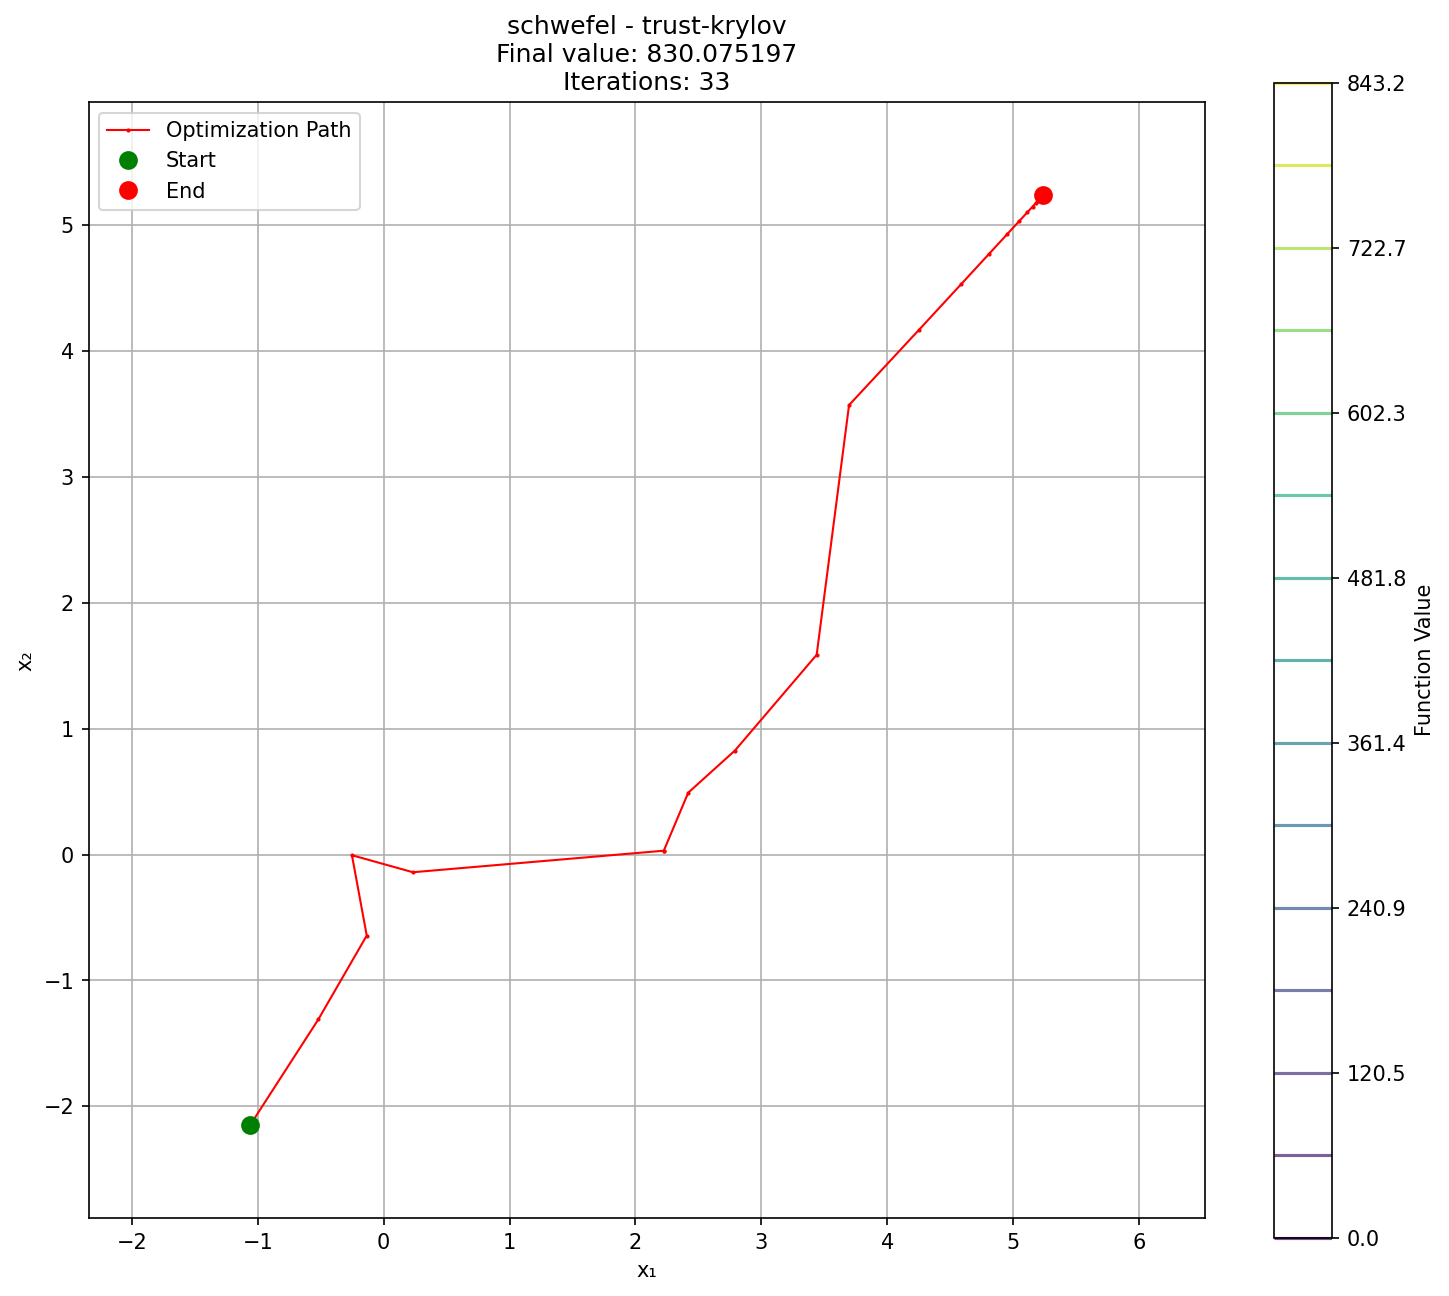 schwefel - trust-krylov
Final value: 830.075197
Iterations: 33
Optimization Path
Start
End
5
4
3
2
1
0
−1
−2
x₂
−2 −1 0 1 2 3 4 5 6
x₁
843.2
722.7
602.3
481.8
361.4
240.9
120.5
0.0
Function Value